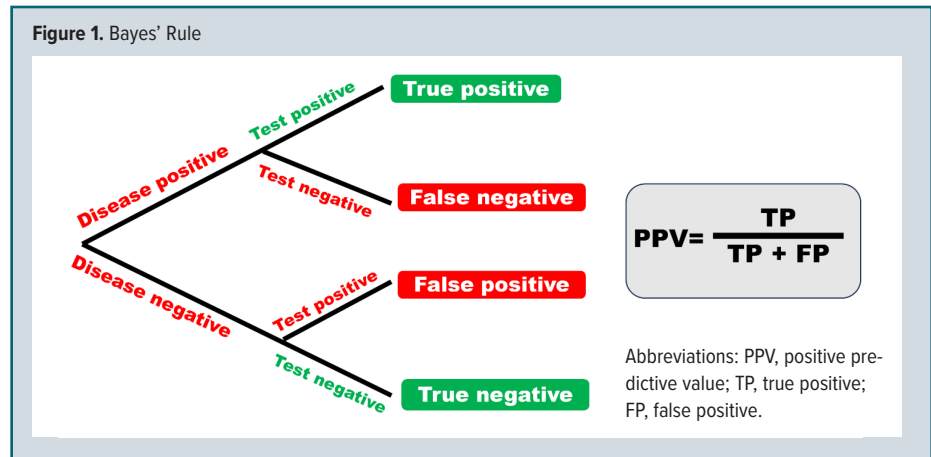 Figure 1. Bayes' Rule
Test positive
True positive
Disease positive
Test negative
False negative
Disease negative
Test positive
False positive
Test negative
True negative
PPV= TP
TP + FP
Abbreviations: PPV, positive pre-
dictive value; TP, true positive;
FP, false positive.